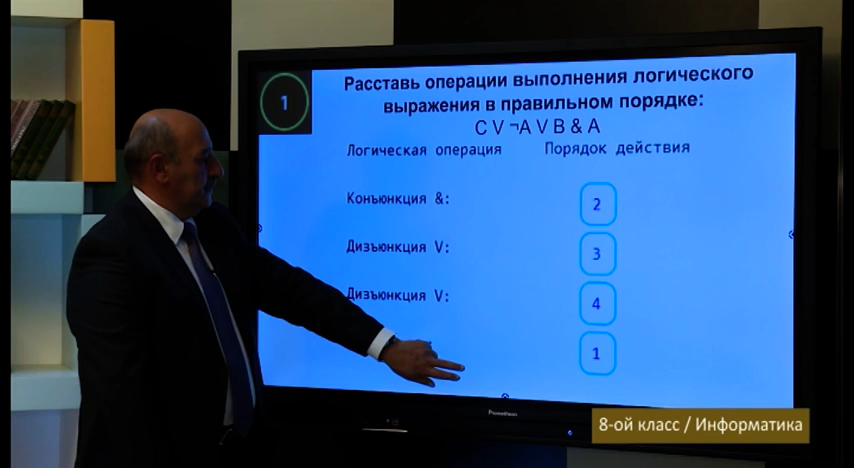 1
Расставь операции выполнения логического
выражения в правильном порядке:
C V ¬A V B & A
Логическая операция Порядок действия
Конъюнкция &: 2
Дизъюнкция V: 3
Дизъюнкция V: 4
1
Promethean
8-ой класс / Информатика